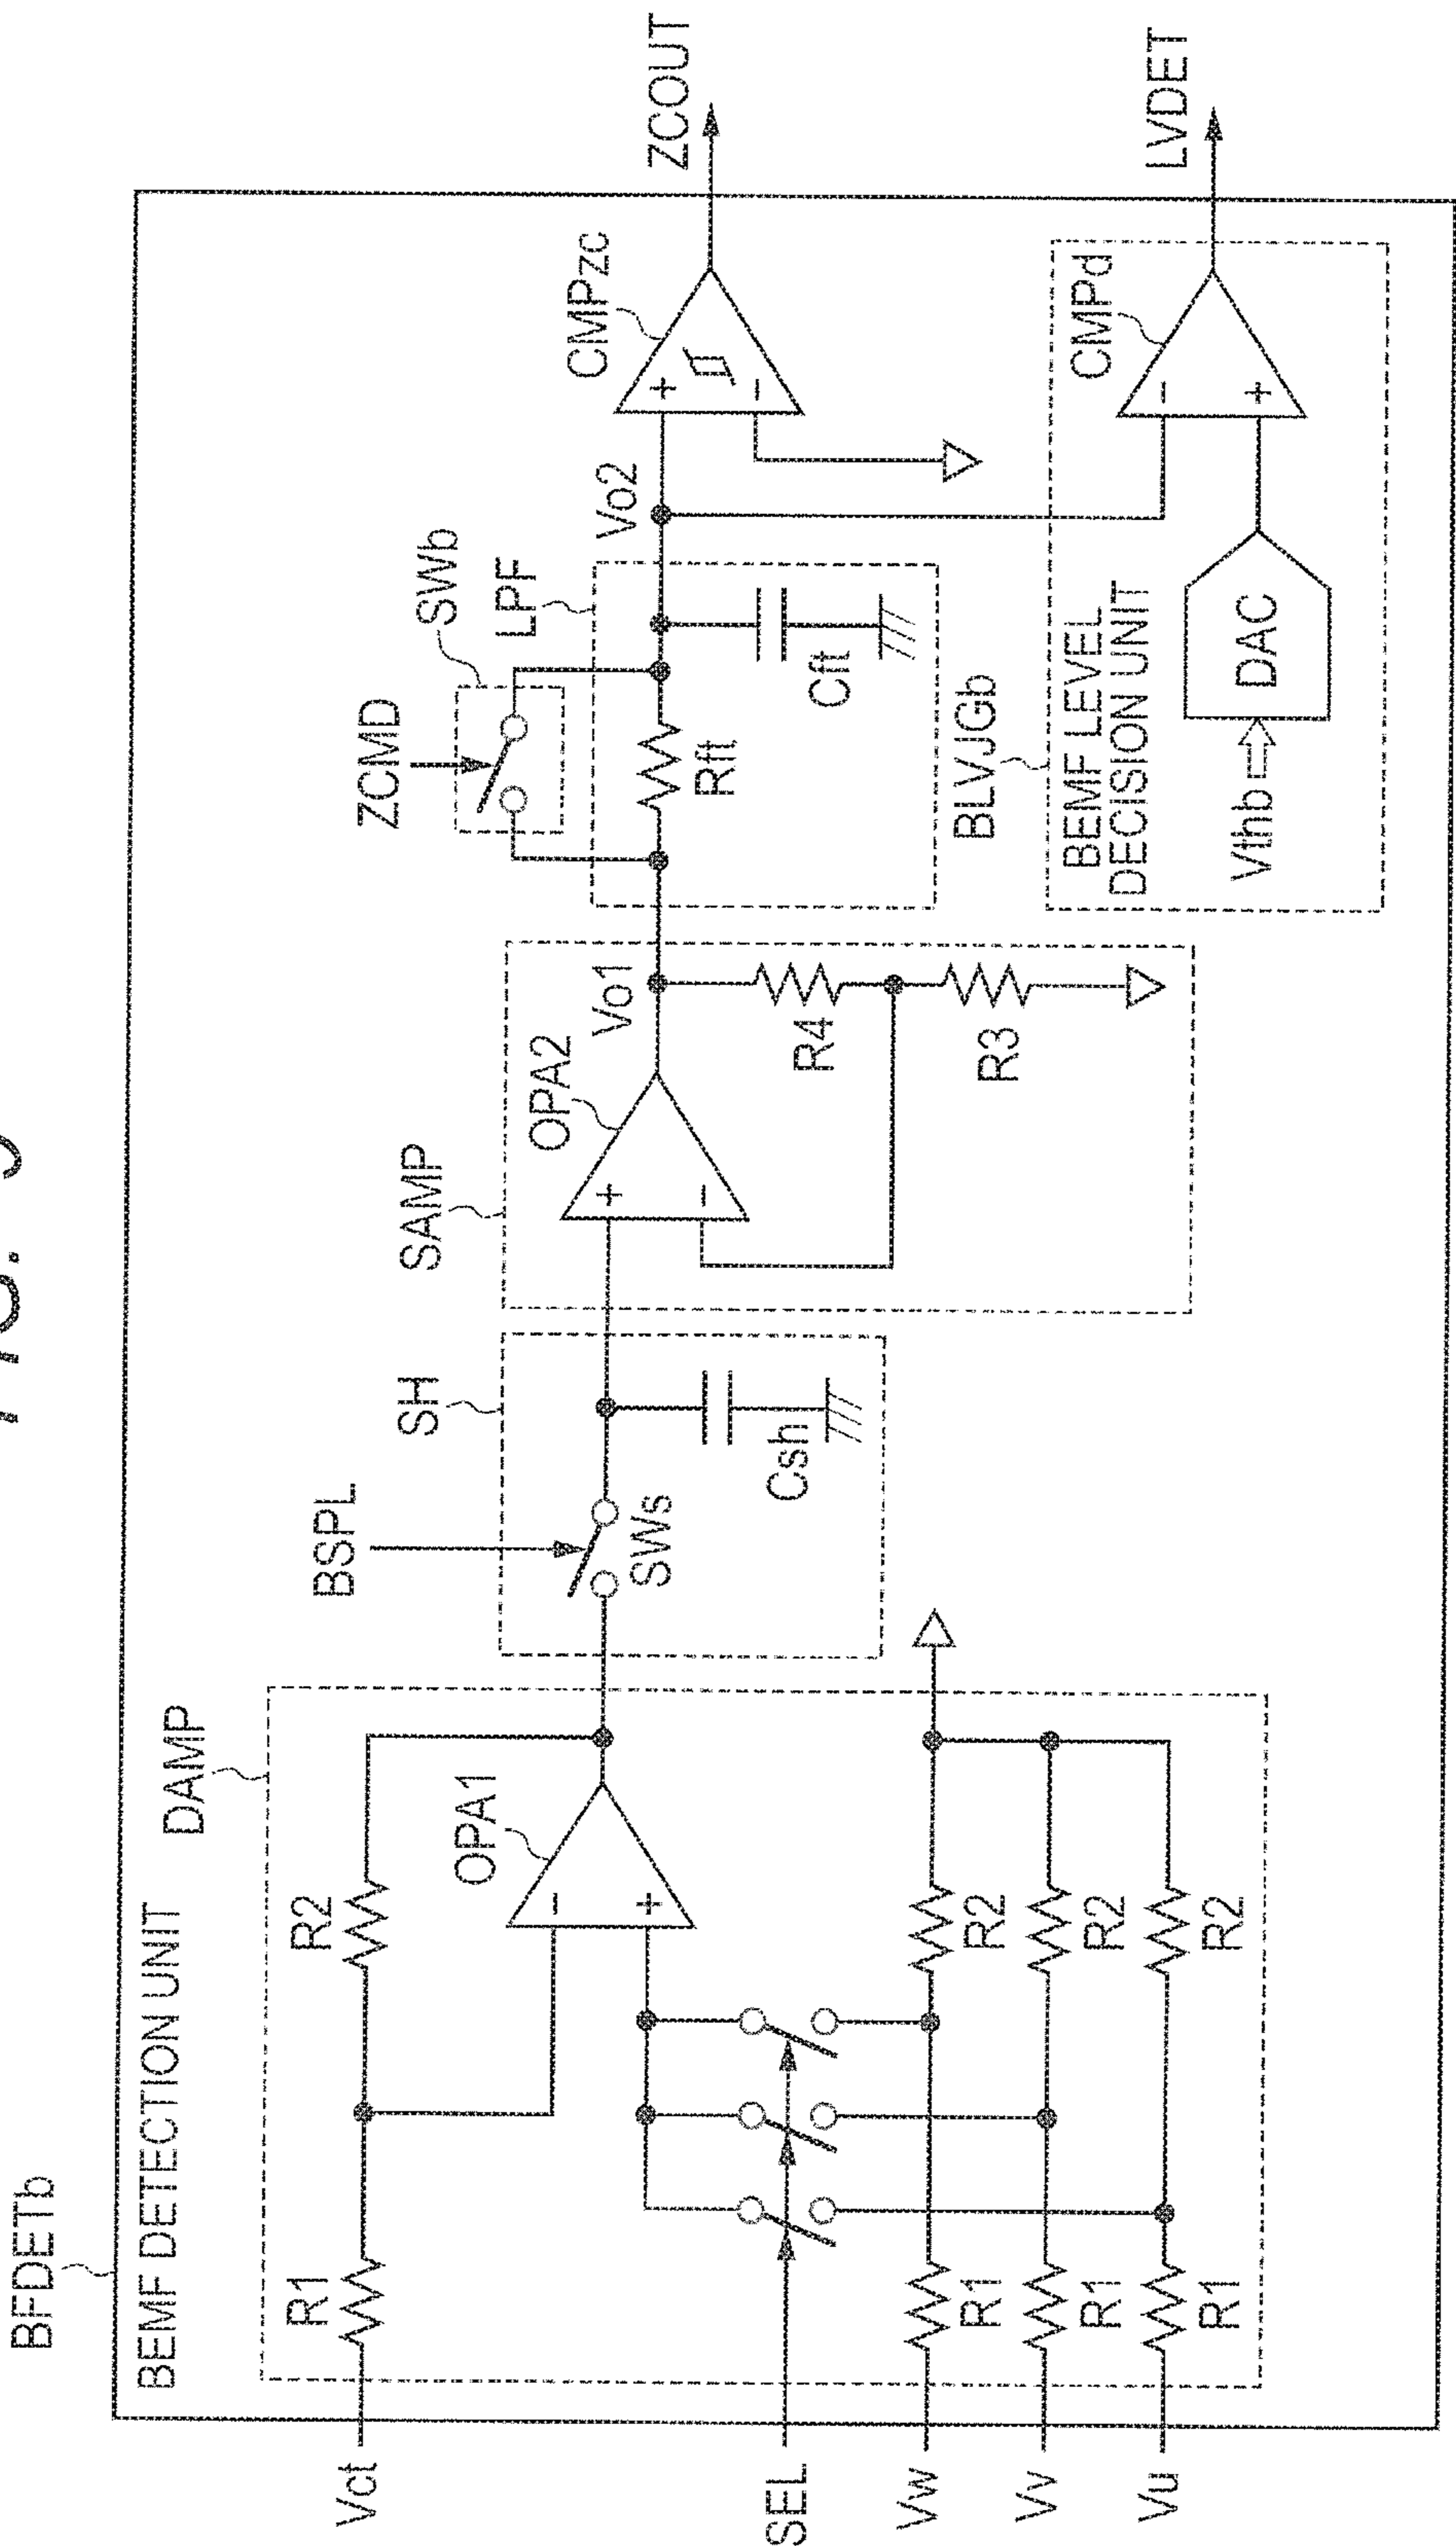 BFDETb
BEMF DETECTION UNIT
DAMP
Vct
R1
R2
OPA1
-
+
SEL
Vw
R1
R2
Vv
R1
R2
Vu
R1
R2
BSPL
SH
SWs
Csh
SAMP
OPA2
+
-
Vo1
R4
R3
ZCMD
SWb
LPF
Rft
Cft
Vo2
CMPzc
+
-
ZCOUT
BLVJGb
BEMF LEVEL
DECISION UNIT
Vthb
DAC
CMPd
-
+
LVDET